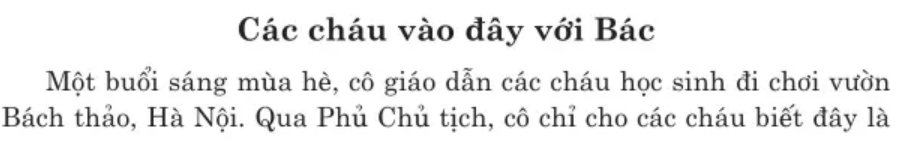 Các cháu vào đây với Bác
Một buổi sáng mùa hè, cô giáo dẫn các cháu học sinh đi chơi vườn
Bách thảo, Hà Nội. Qua Phủ Chủ tịch, cô chỉ cho các cháu biết đây là